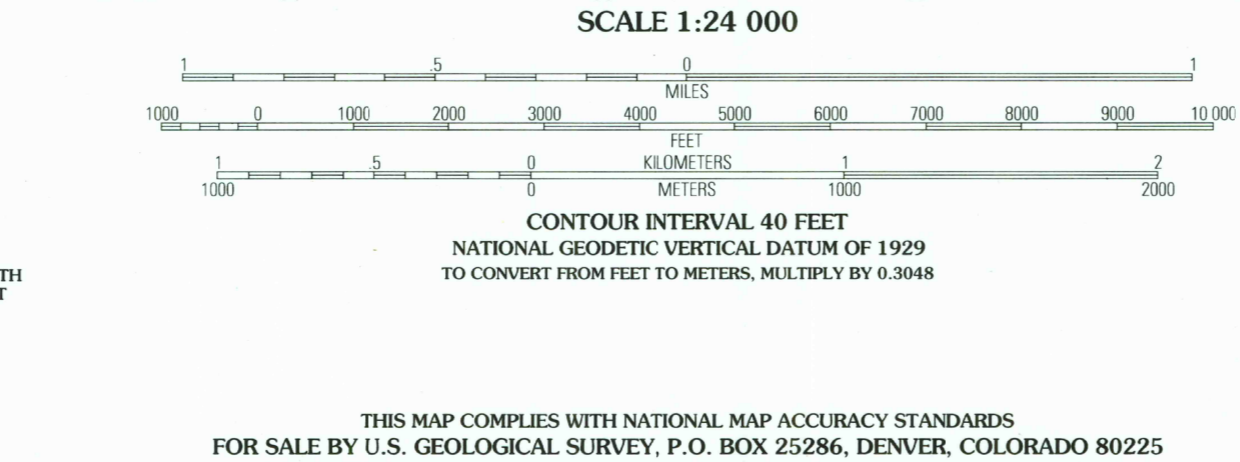 SCALE 1:24 000
1 .5 0 1
MILES
1000 0 1000 2000 3000 4000 5000 6000 7000 8000 9000 10 000
FEET
1 .5 0 KILOMETERS 1 2
1000 0 METERS 1000 2000
CONTOUR INTERVAL 40 FEET
NATIONAL GEODETIC VERTICAL DATUM OF 1929
TH
TO CONVERT FROM FEET TO METERS, MULTIPLY BY 0.3048
T
THIS MAP COMPLIES WITH NATIONAL MAP ACCURACY STANDARDS
FOR SALE BY U.S. GEOLOGICAL SURVEY, P.O. BOX 25286, DENVER, COLORADO 80225